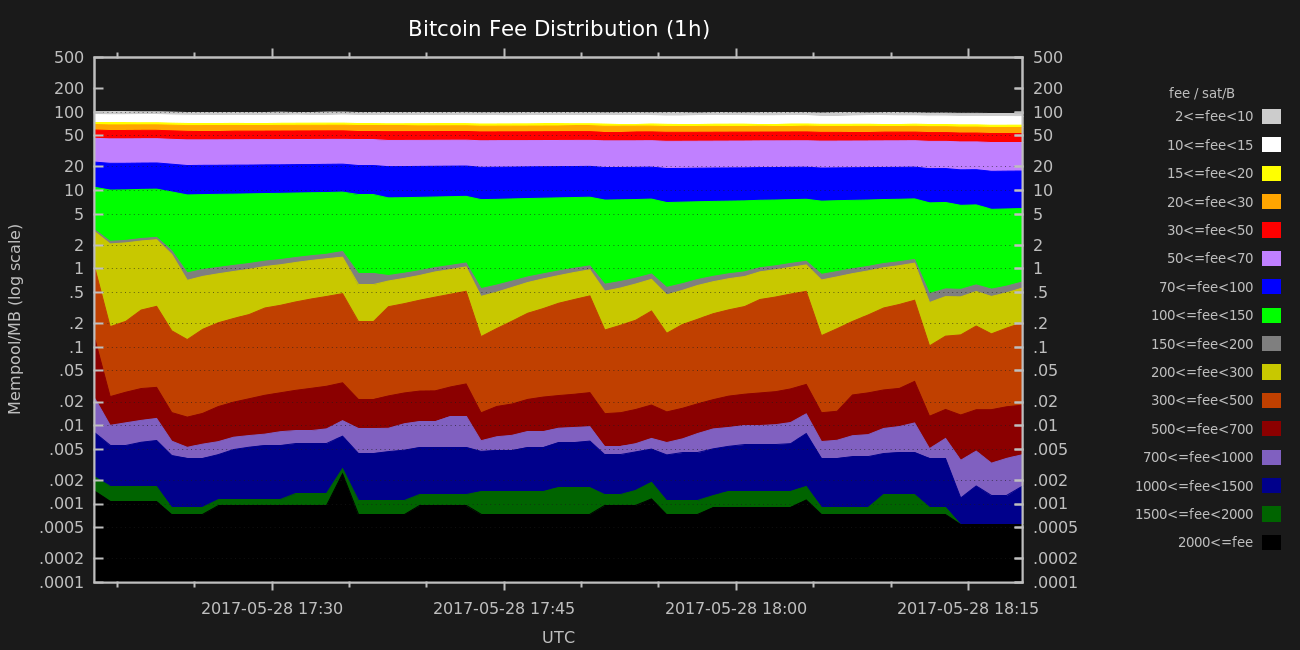 Bitcoin Fee Distribution (1h)
500 500
200 200
100 100
50 50
20 20
10 10
5 5
2 2
1 1
.5 .5
.2 .2
.1 .1
.05 .05
.02 .02
.01 .01
.005 .005
.002 .002
.001 .001
.0005 .0005
.0002 .0002
.0001 .0001
Mempool/MB (log scale)
2017-05-28 17:30 2017-05-28 17:45 2017-05-28 18:00 2017-05-28 18:15
UTC
fee / sat/B
2<=fee<10
10<=fee<15
15<=fee<20
20<=fee<30
30<=fee<50
50<=fee<70
70<=fee<100
100<=fee<150
150<=fee<200
200<=fee<300
300<=fee<500
500<=fee<700
700<=fee<1000
1000<=fee<1500
1500<=fee<2000
2000<=fee